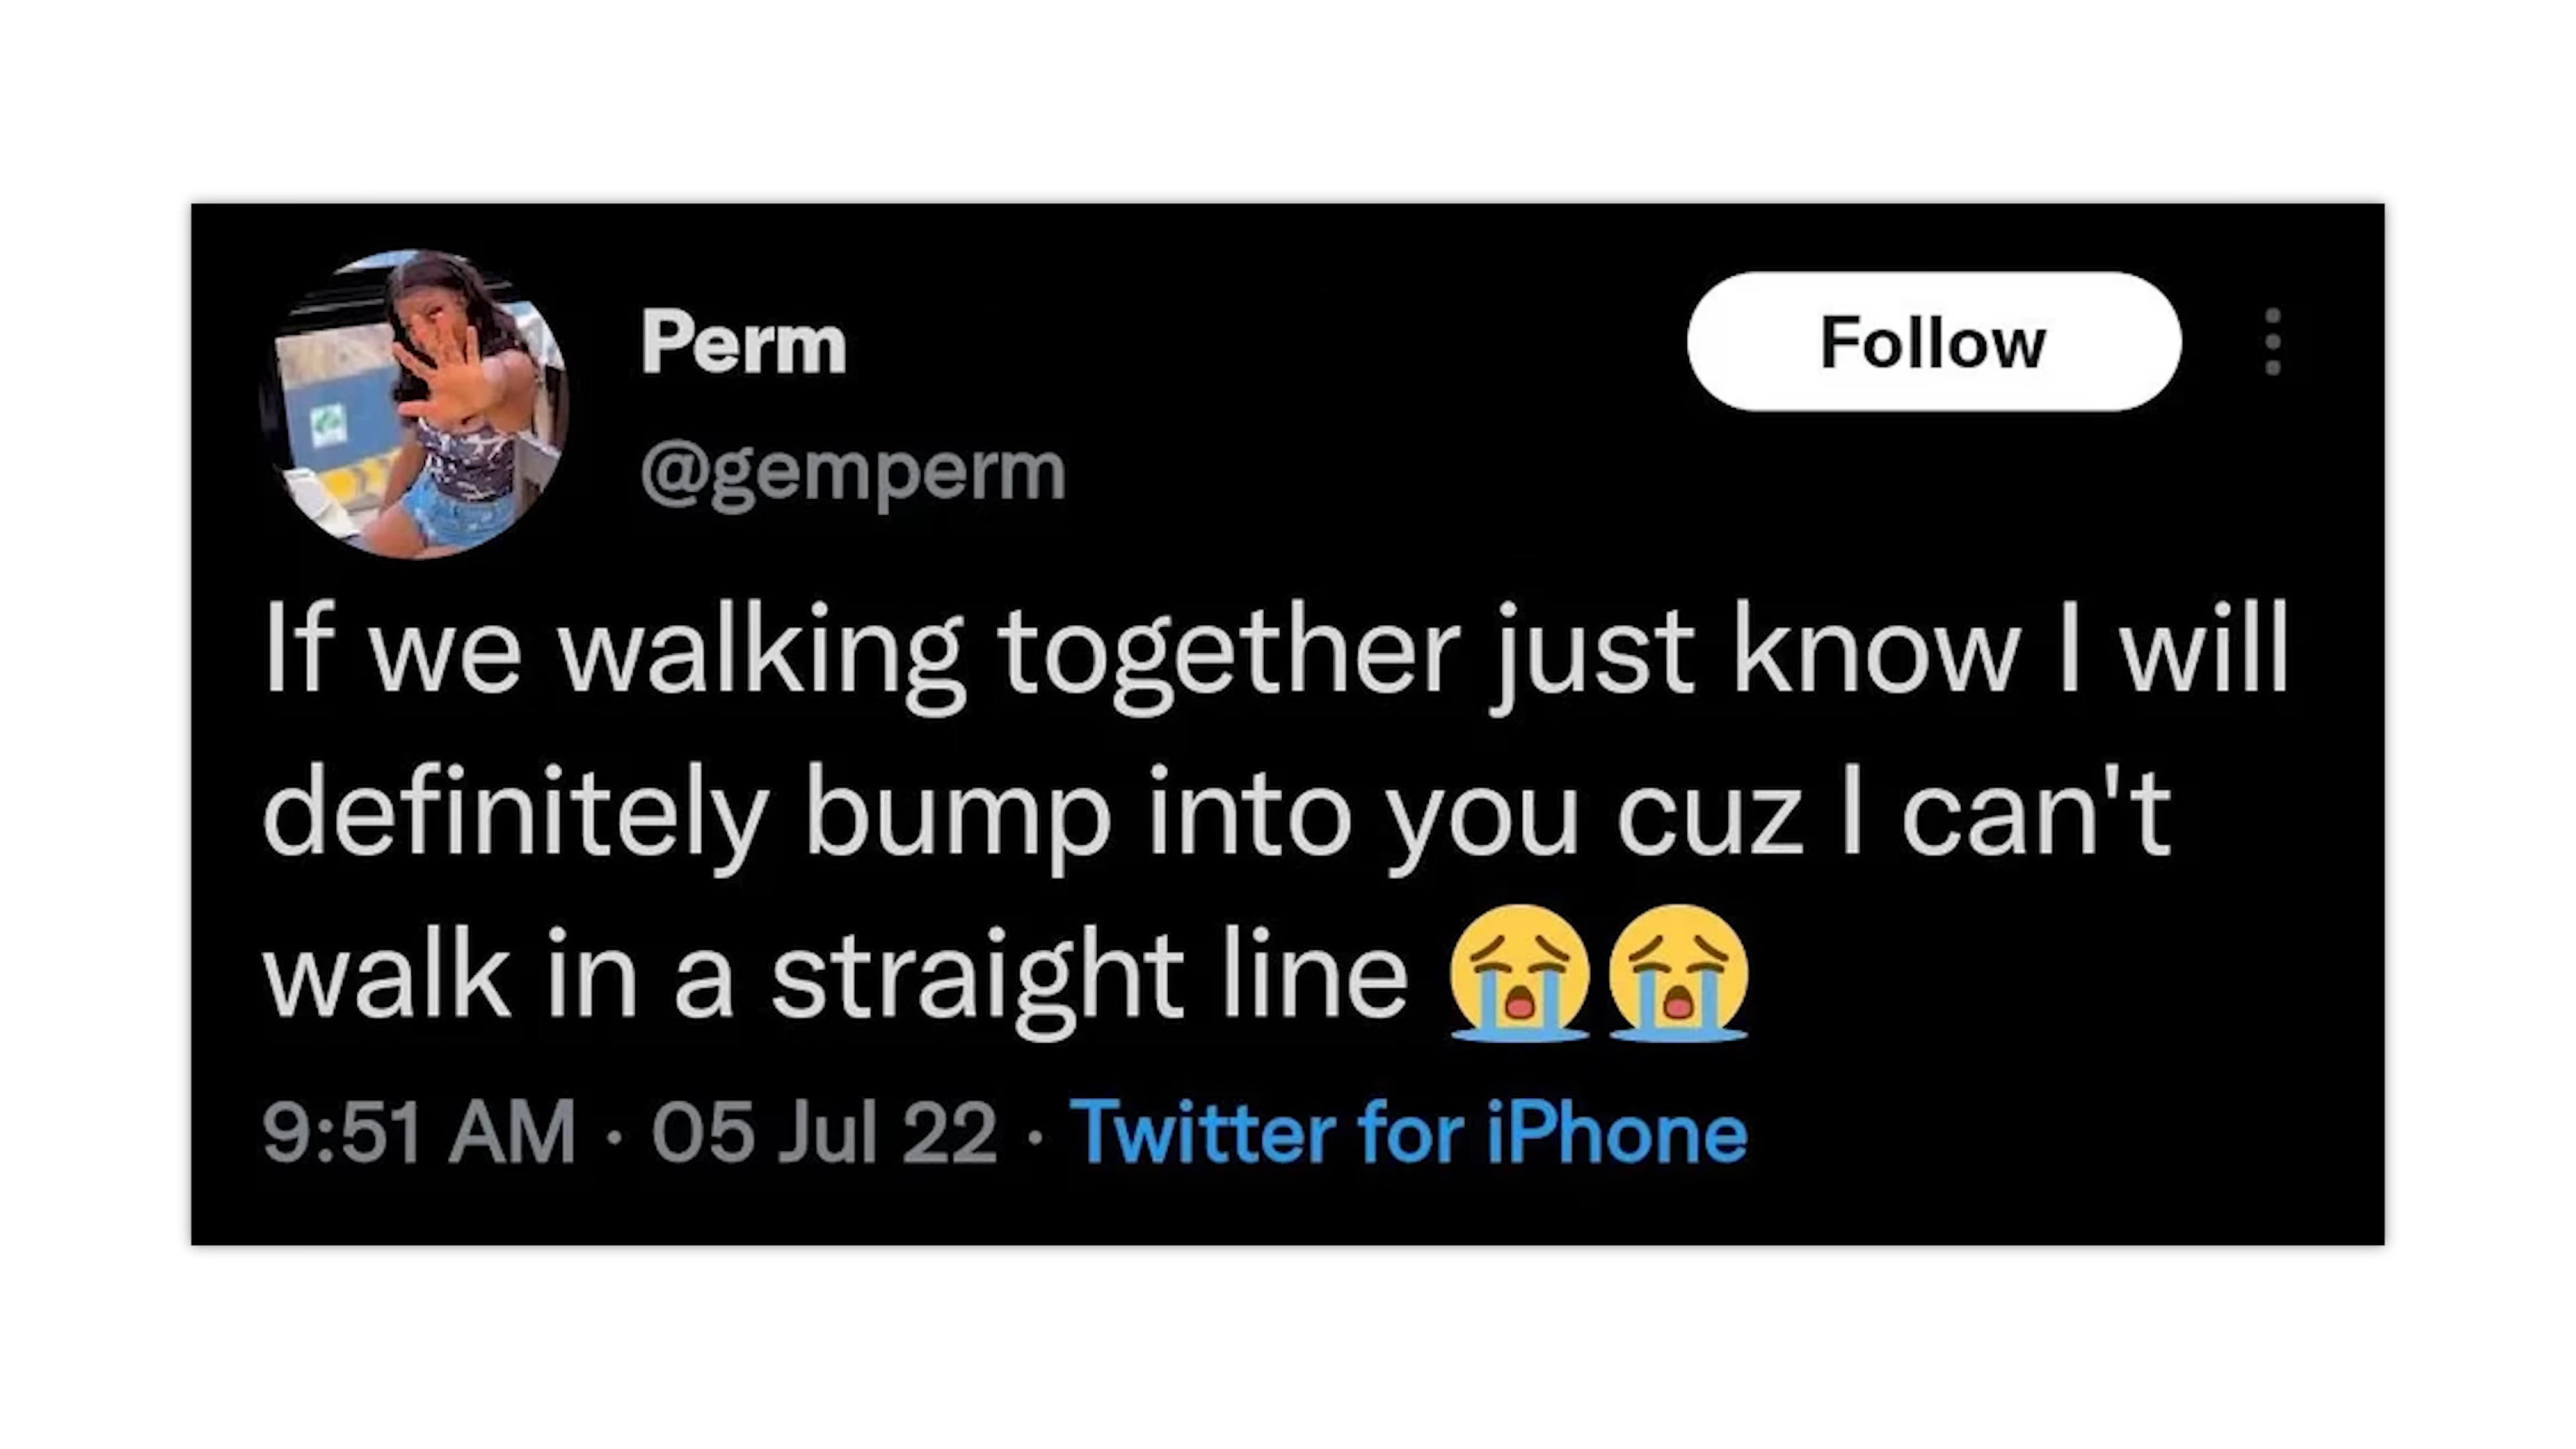 Perm
Follow
@gemperm
If we walking together just know I will
definitely bump into you cuz I can't
walk in a straight line 😭😭
9:51 AM · 05 Jul 22 · Twitter for iPhone